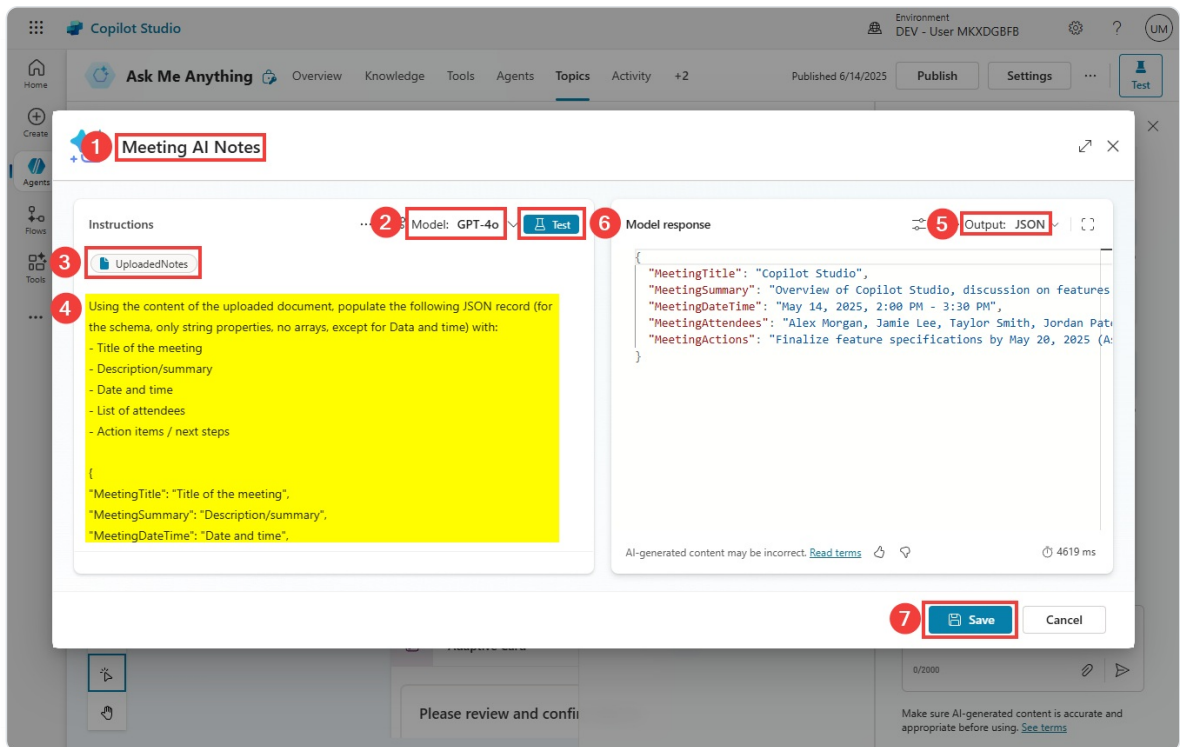 Copilot Studio
Environment
DEV - User MKXDGBFB
?
UM
Home
Ask Me Anything
Overview
Knowledge
Tools
Agents
Topics
Activity
+2
Published 6/14/2025
Publish
Settings
...
Test
Create
Agents
Flows
Tools
...
1
Meeting AI Notes
Instructions
...
2
Model: GPT-4o
Test
6
Model response
5
Output: JSON
3
UploadedNotes
4
Using the content of the uploaded document, populate the following JSON record (for
the schema, only string properties, no arrays, except for Data and time) with:
- Title of the meeting
- Description/summary
- Date and time
- List of attendees
- Action items / next steps
{
"MeetingTitle": "Title of the meeting",
"MeetingSummary": "Description/summary",
"MeetingDateTime": "Date and time",
{
"MeetingTitle": "Copilot Studio",
"MeetingSummary": "Overview of Copilot Studio, discussion on features
"MeetingDateTime": "May 14, 2025, 2:00 PM - 3:30 PM",
"MeetingAttendees": "Alex Morgan, Jamie Lee, Taylor Smith, Jordan
"MeetingActions": "Finalize feature specifications by May 20, 2025
}
AI-generated content may be incorrect. Read terms
4619 ms
7
Save
Cancel
Please review and
0/2000
Make sure AI-generated content is accurate and
appropriate before using. See terms